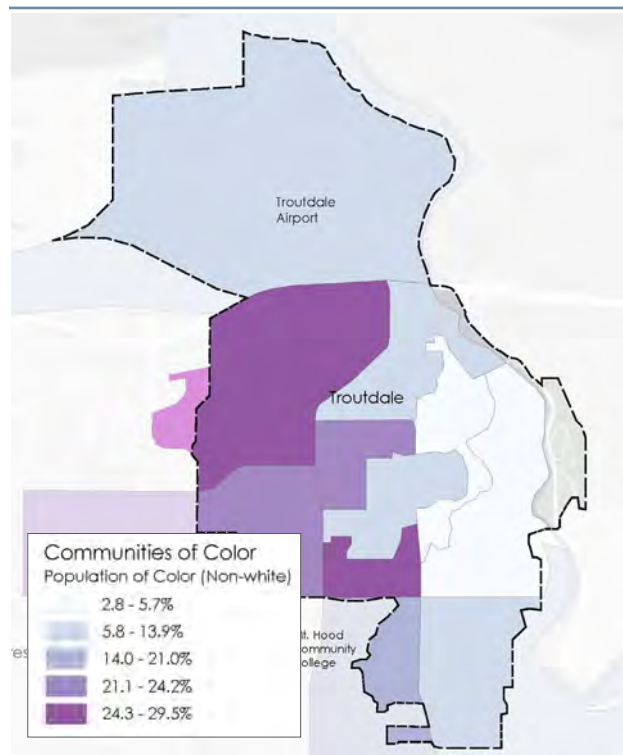 Troutdale
Airport
Troutdale
Communities of Color
Population of Color (Non-white)
2.8 - 5.7%
5.8 - 13.9%
14.0 - 21.0%
21.1 - 24.2%
24.3 - 29.5%
Hood
Community
College